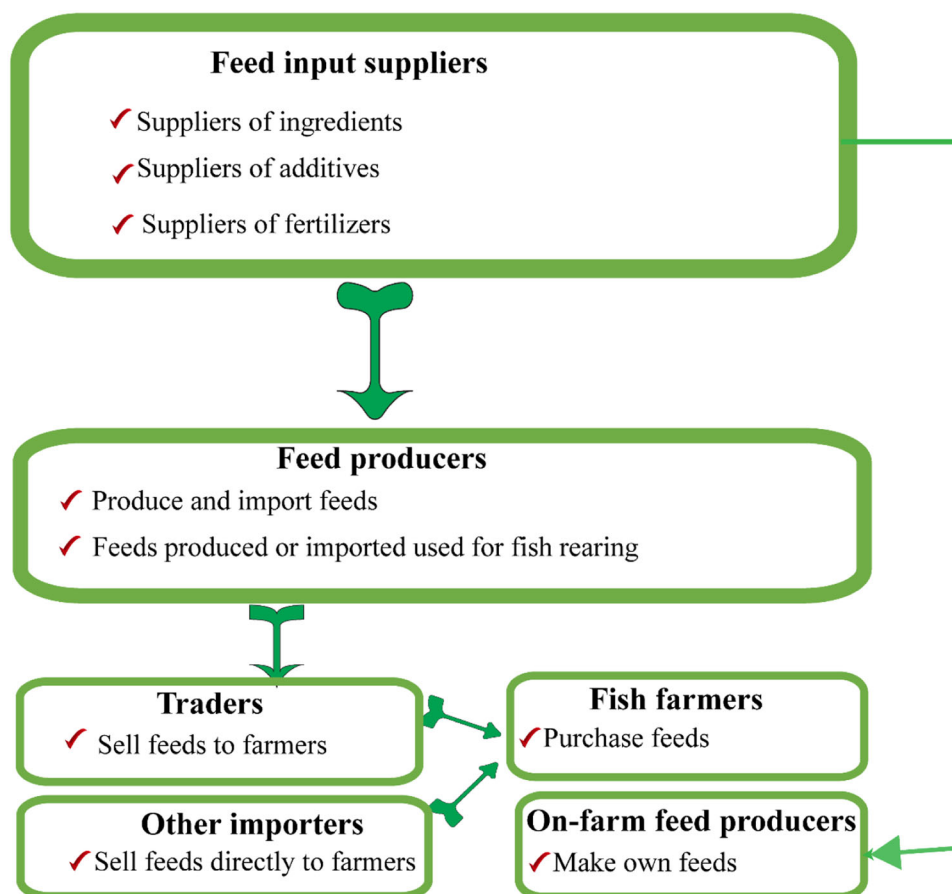 Feed input suppliers
Suppliers of ingredients
Suppliers of additives
Suppliers of fertilizers
Feed producers
Produce and import feeds
Feeds produced or imported used for fish rearing
Traders
Sell feeds to farmers
Fish farmers
Purchase feeds
Other importers
Sell feeds directly to farmers
On-farm feed producers
Make own feeds